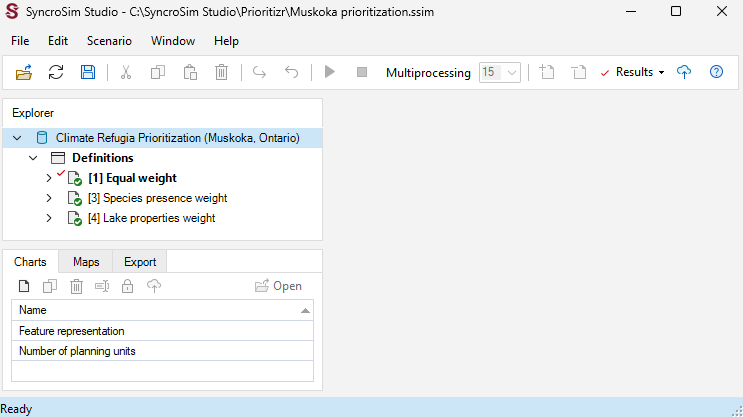 SyncroSim Studio - C:\SyncroSim Studio\Prioritizr\Muskoka prioritization.ssim
File Edit Scenario Window Help
Multiprocessing 15 Results
Explorer
Climate Refugia Prioritization (Muskoka, Ontario)
Definitions
[1] Equal weight
[3] Species presence weight
[4] Lake properties weight
Charts Maps Export
Open
Name
Feature representation
Number of planning units
Ready